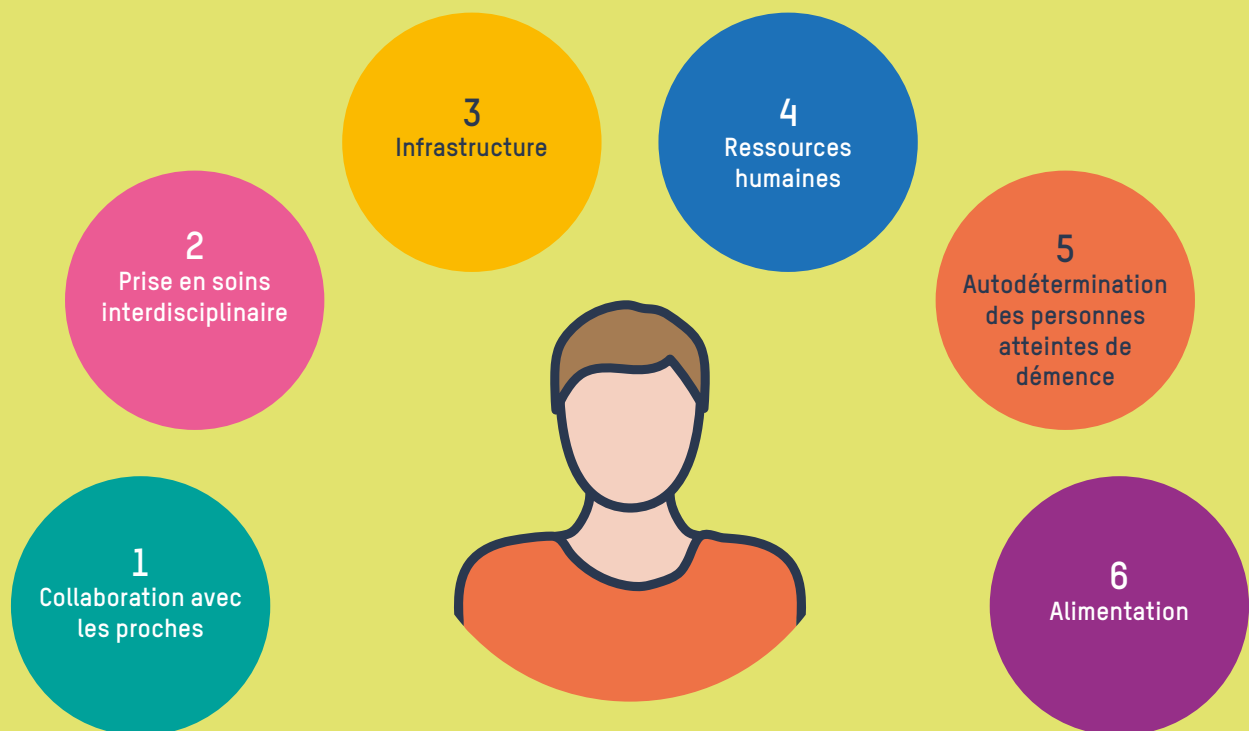 1
Collaboration avec
les proches
2
Prise en soins
interdisciplinaire
3
Infrastructure
4
Ressources
humaines
5
Autodétermination
des personnes
atteintes de
démence
6
Alimentation